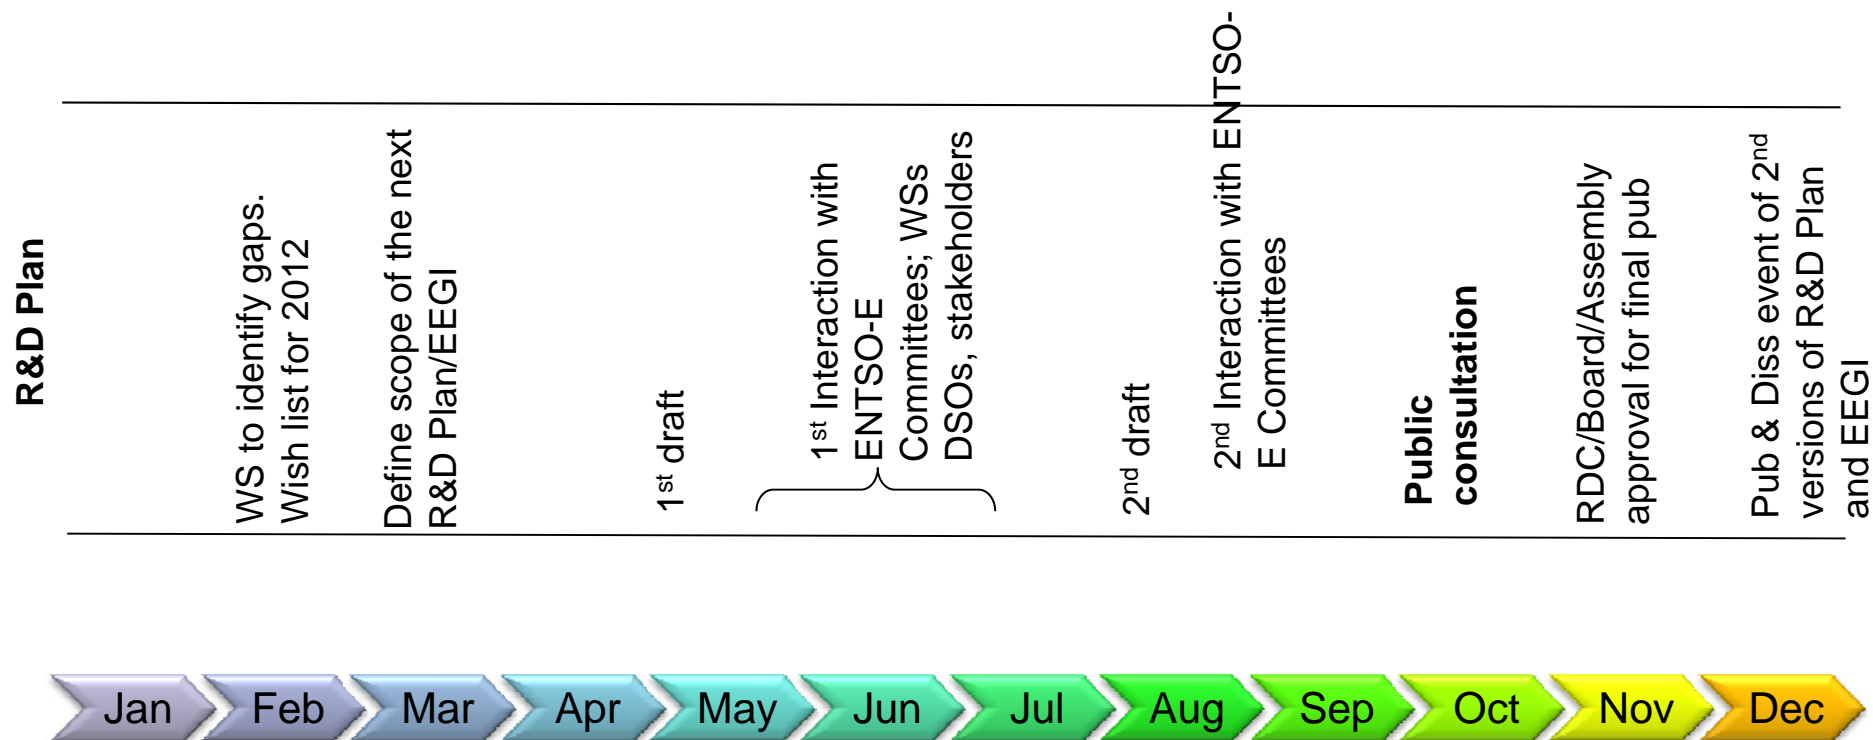 R&D Plan
WS to identify gaps.
Wish list for 2012
Define scope of the next
R&D Plan/EEGI
1st draft
1st Interaction with
ENTSO-E
Committees; WSs
DSOs, stakeholders
2nd draft
2nd Interaction with ENTSO-
E Committees
Public
consultation
RDC/Board/Assembly
approval for final pub
Pub & Diss event of 2nd
versions of R&D Plan
and EEGI
Jan Feb Mar Apr May Jun Jul Aug Sep Oct Nov Dec